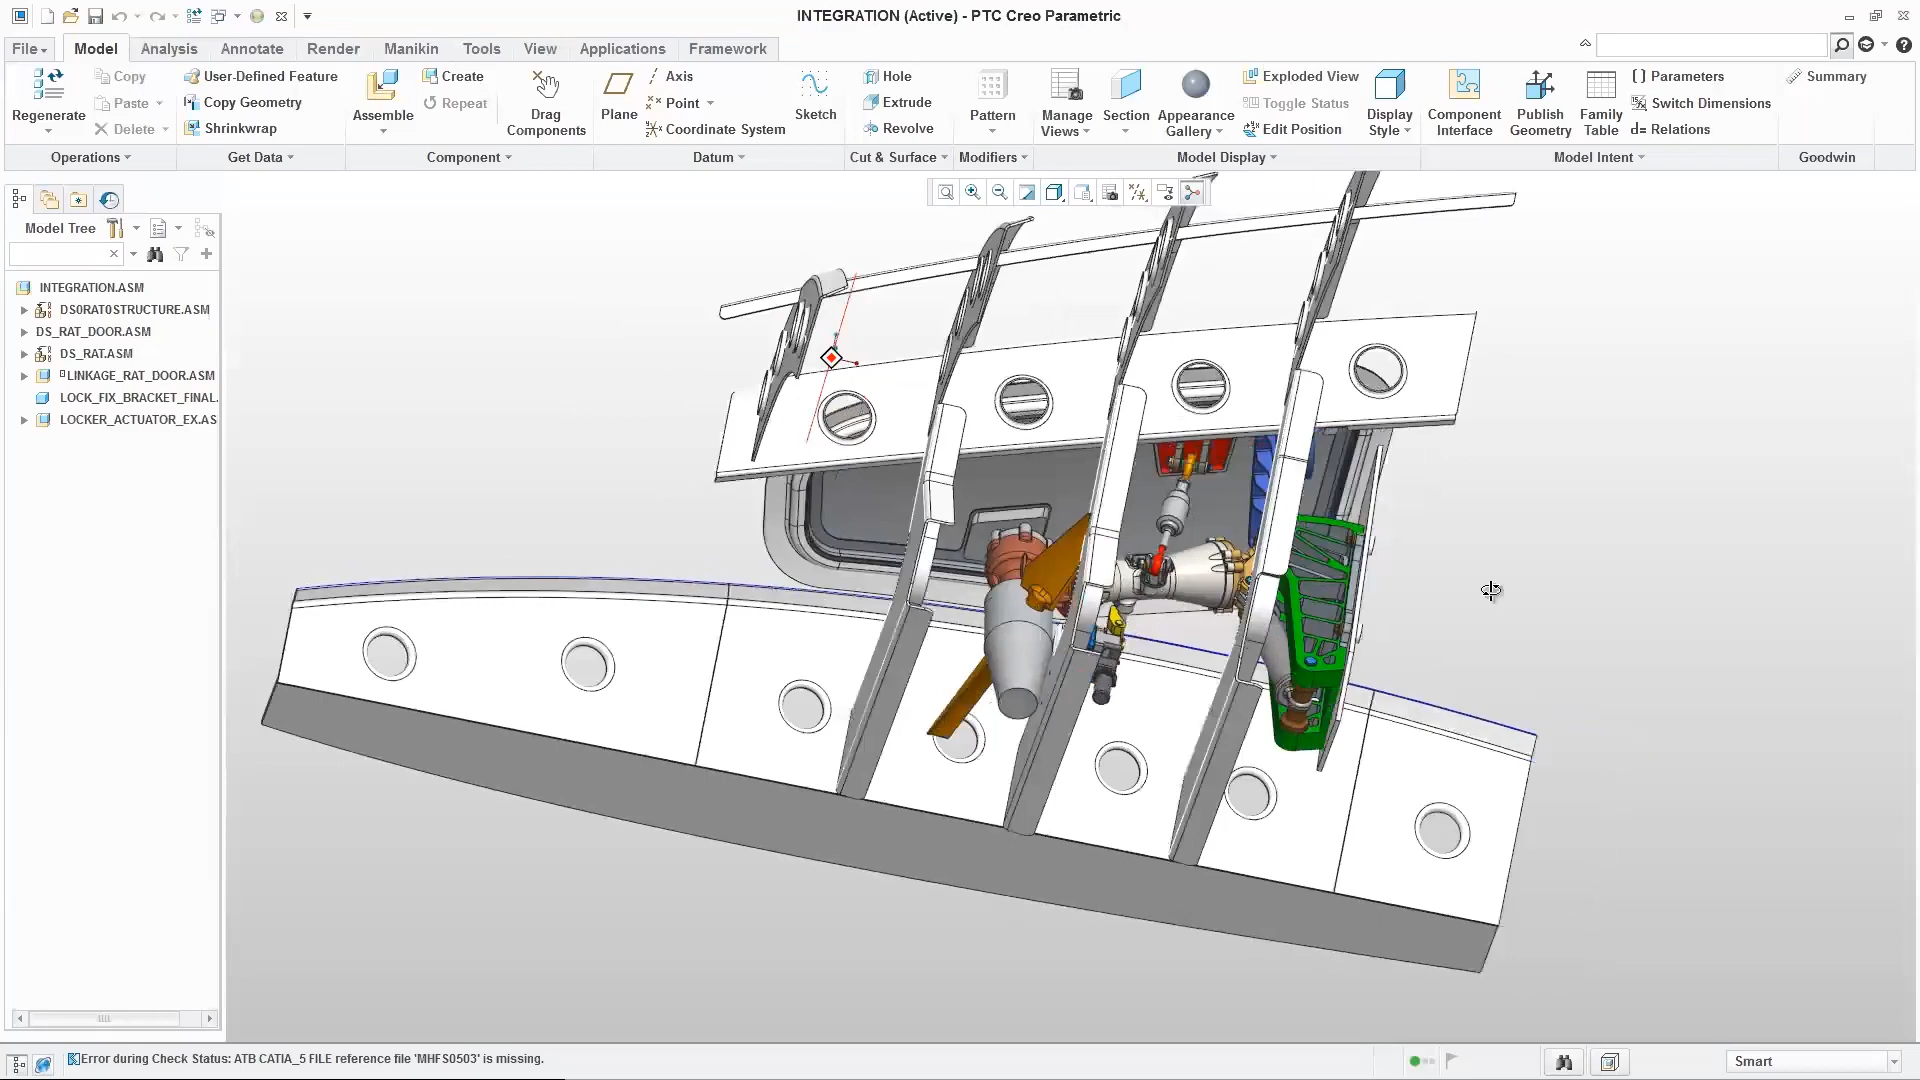 INTEGRATION (Active) - PTC Creo Parametric
File Model Analysis Annotate Render Manikin Tools View Applications Framework
Regenerate
Copy
Paste
Delete
User-Defined Feature
Copy Geometry
Shrinkwrap
Assemble
Create
Repeat
Drag
Components
Plane
Axis
Point
Coordinate System
Sketch
Hole
Extrude
Revolve
Pattern
Manage
Views
Section
Appearance
Gallery
Exploded View
Toggle Status
Edit Position
Display
Style
Component
Interface
Publish
Geometry
Family
Table
Parameters
Switch Dimensions
d= Relations
Summary
Operations Get Data Component Datum Cut & Surface Modifiers Model Display Model Intent Goodwin
Model Tree
INTEGRATION.ASM
DS0RAT0STRUCTURE.ASM
DS_RAT_DOOR.ASM
DS_RAT.ASM
LINKAGE_RAT_DOOR.ASM
LOCK_FIX_BRACKET_FINAL.
LOCKER_ACTUATOR_EX.AS
Error during Check Status: ATB CATIA_5 FILE reference file 'MHFS0503' is missing.
Smart